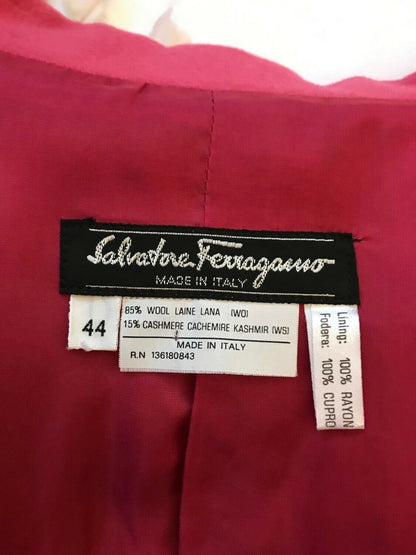 Salvatore Ferragamo
MADE IN ITALY
44
85% WOOL LAINE LANA (WO)
15% CASHMERE CACHEMIRE KASHMIR (WS)
MADE IN ITALY
R.N 136180843
Lining: 100% RAYON
Fodera: 100% CUPRO